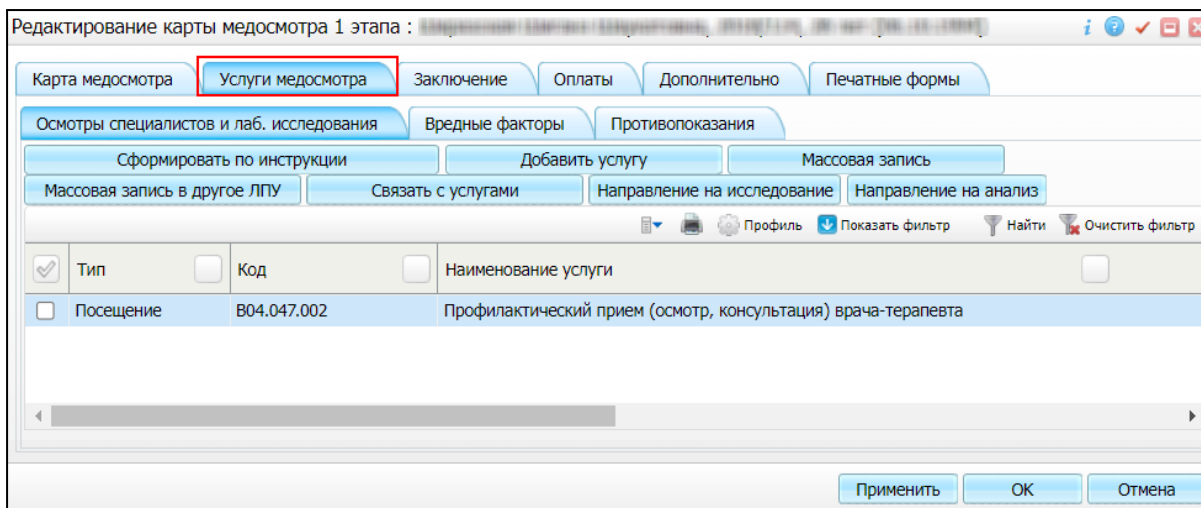 Редактирование карты медосмотра 1 этапа :
Карта медосмотра Услуги медосмотра Заключение Оплаты Дополнительно Печатные формы
Осмотры специалистов и лаб. исследования Вредные факторы Противопоказания
Сформировать по инструкции Добавить услугу Массовая запись
Массовая запись в другое ЛПУ Связать с услугами Направление на исследование Направление на анализ
Профиль Показать фильтр Найти Очистить фильтр
Тип Код Наименование услуги
Посещение B04.047.002 Профилактический прием (осмотр, консультация) врача-терапевта
Применить ОК Отмена